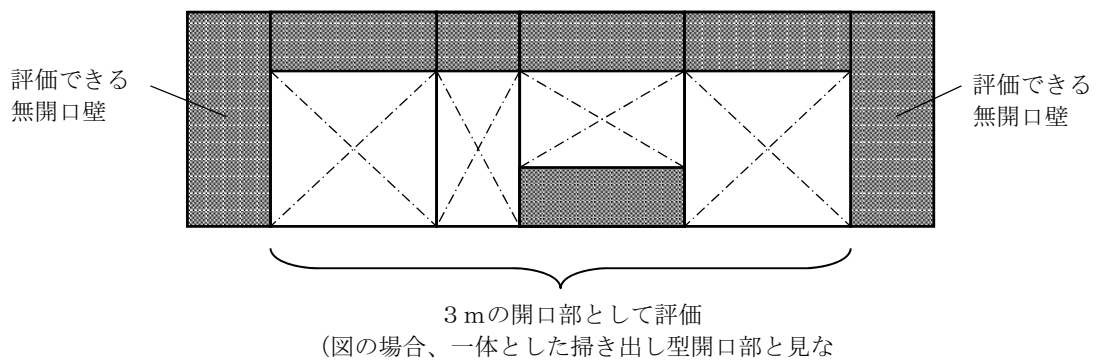 評価できる
無開口壁
評価できる
無開口壁
3mの開口部として評価
(図の場合、一体とした掃き出し型開口部と見な